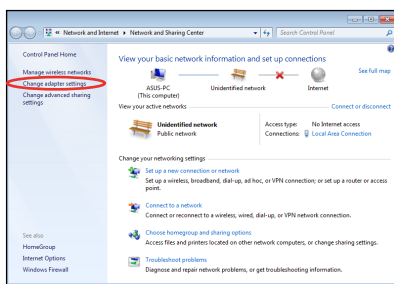 Network and Internet
Network and Sharing Center
Search Control Panel
Control Panel Home
Manage wireless networks
Change adapter settings
Change advanced sharing
settings
See also
HomeGroup
Internet Options
Windows Firewall
View your basic network information and set up connections
See full map
ASUS-PC
(This computer)
Unidentified network
Internet
View your active networks
Connect or disconnect
Unidentified network
Public network
Access type: No Internet access
Connections: Local Area Connection
Change your networking settings
Set up a new connection or network
Set up a wireless, broadband, dial-up, ad hoc, or VPN connection; or set up a router or access
point.
Connect to a network
Connect or reconnect to a wireless, wired, dial-up, or VPN network connection.
Choose homegroup and sharing options
Access files and printers located on other network computers, or change sharing settings.
Troubleshoot problems
Diagnose and repair network problems, or get troubleshooting information.